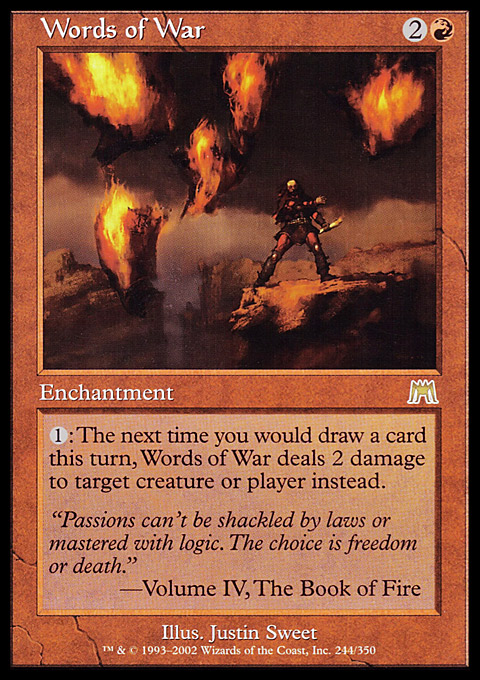 Words of War 2
Enchantment
1: The next time you would draw a card
this turn, Words of War deals 2 damage
to target creature or player instead.
“Passions can’t be shackled by laws or
mastered with logic. The choice is freedom
or death.”
—Volume IV, The Book of Fire
Illus. Justin Sweet
™ & © 1993–2002 Wizards of the Coast, Inc. 244/350